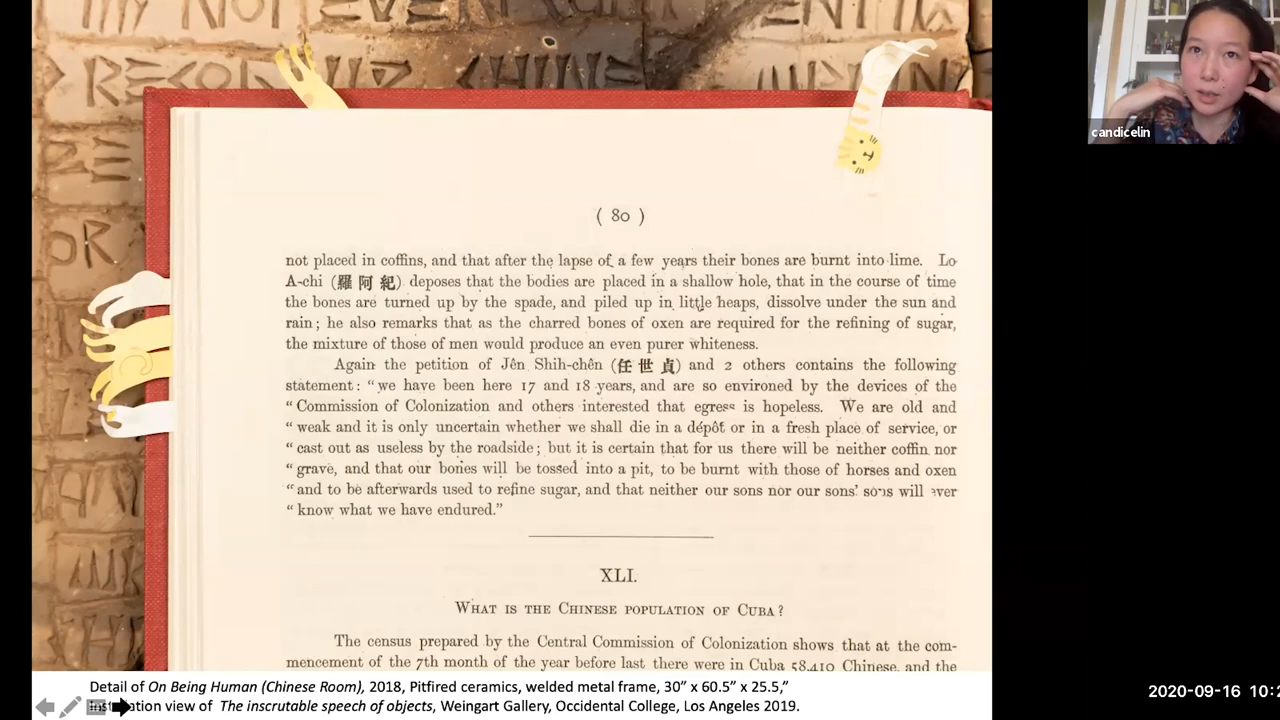 RECORD
CHINE
BE
OR
( 80 )
not placed in coffins, and that after the lapse of a few years their bones are burnt into lime. Lo
A-chi (羅阿紀) deposes that the bodies are placed in a shallow hole, that in the course of time
the bones are turned up by the spade, and piled up in little heaps, dissolve under the sun and
rain; he also remarks that as the charred bones of oxen are required for the refining of sugar,
the mixture of those of men would produce an even purer whiteness.
Again the petition of Jên Shih-chên (任世貞) and 2 others contains the following
statement: “we have been here 17 and 18 years, and are so environed by the devices of the
“Commission of Colonization and others interested that egress is hopeless. We are old and
“weak and it is only uncertain whether we shall die in a dépôt or in a fresh place of service, or
“cast out as useless by the roadside; but it is certain that for us there will be neither coffin nor
“grave, and that our bones will be tossed into a pit, to be burnt with those of horses and oxen
“and to be afterwards used to refine sugar, and that neither our sons nor our sons’ sons will ever
“know what we have endured.”
XLI.
WHAT IS THE CHINESE POPULATION OF CUBA?
The census prepared by the Central Commission of Colonization shows that at the com-
mencement of the 7th month of the year before last there were in Cuba 58,410 Chinese, and the
Detail of On Being Human (Chinese Room), 2018, Pitfired ceramics, welded metal frame, 30” x 60.5” x 25.5,”
view of The inscrutable speech of objects, Weingart Gallery, Occidental College, Los Angeles 2019.
candicelin
2020-09-16 10:2